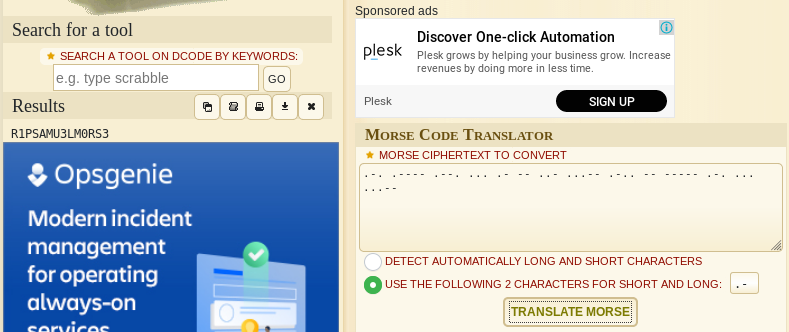 Search for a tool
SEARCH A TOOL ON DCODE BY KEYWORDS:
e.g. type scrabble
GO
Results
R1PSAMU3LM0RS3
Opsgenie
Modern incident
management
for operating
always-on
services
Sponsored ads
plesk
Discover One-click Automation
Plesk grows by helping your business grow. Increase
revenues by doing more in less time.
Plesk
SIGN UP
MORSE CODE TRANSLATOR
MORSE CIPHERTEXT TO CONVERT
.-. .---- .--. ... .- -- ..- ...-- .-.. -- ----- .-. ...
...--
DETECT AUTOMATICALLY LONG AND SHORT CHARACTERS
USE THE FOLLOWING 2 CHARACTERS FOR SHORT AND LONG:
.-
TRANSLATE MORSE